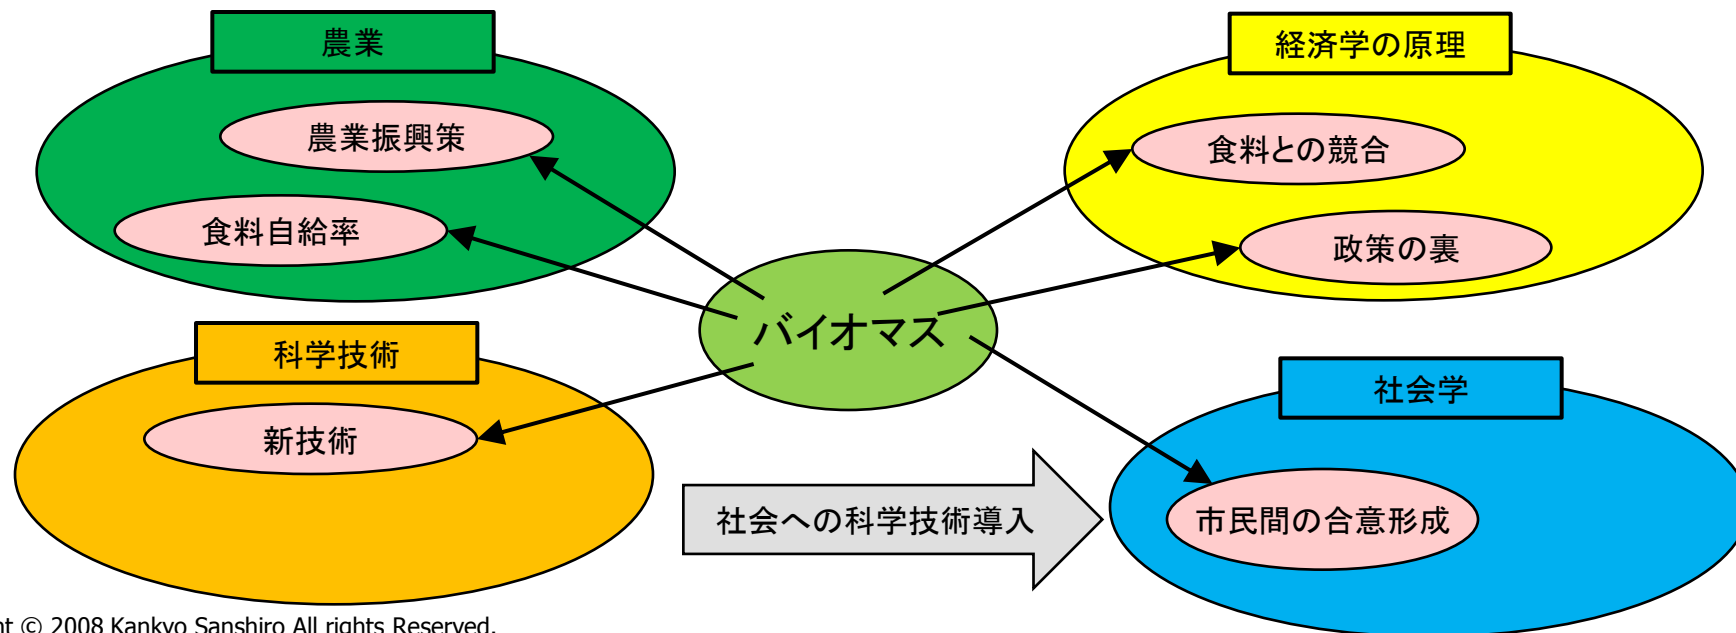 農業
農業振興策
食料自給率
経済学の原理
食料との競合
政策の裏
バイオマス
科学技術
新技術
社会学
市民間の合意形成
社会への科学技術導入
nt © 2008 Kankyo Sanshiro All rights Reserved.